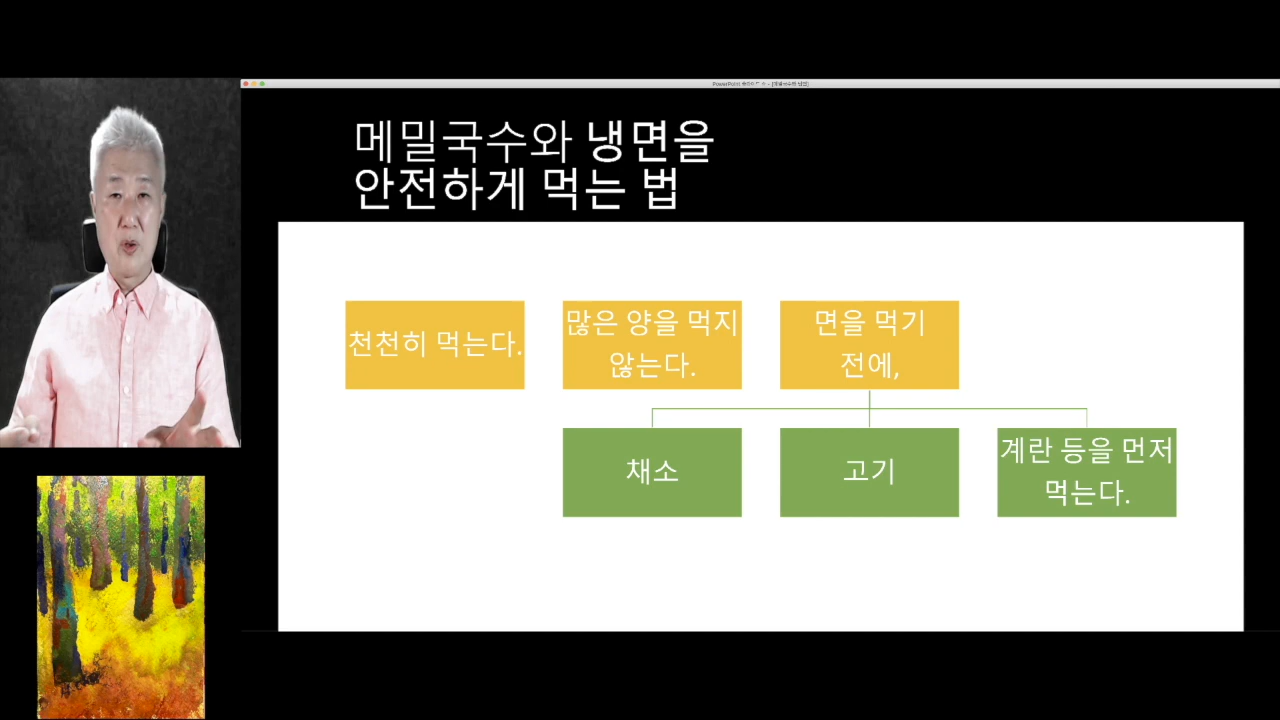 메밀국수와 냉면을
안전하게 먹는 법
천천히 먹는다.
많은 양을 먹지
않는다.
면을 먹기
전에,
채소
고기
계란 등을 먼저
먹는다.